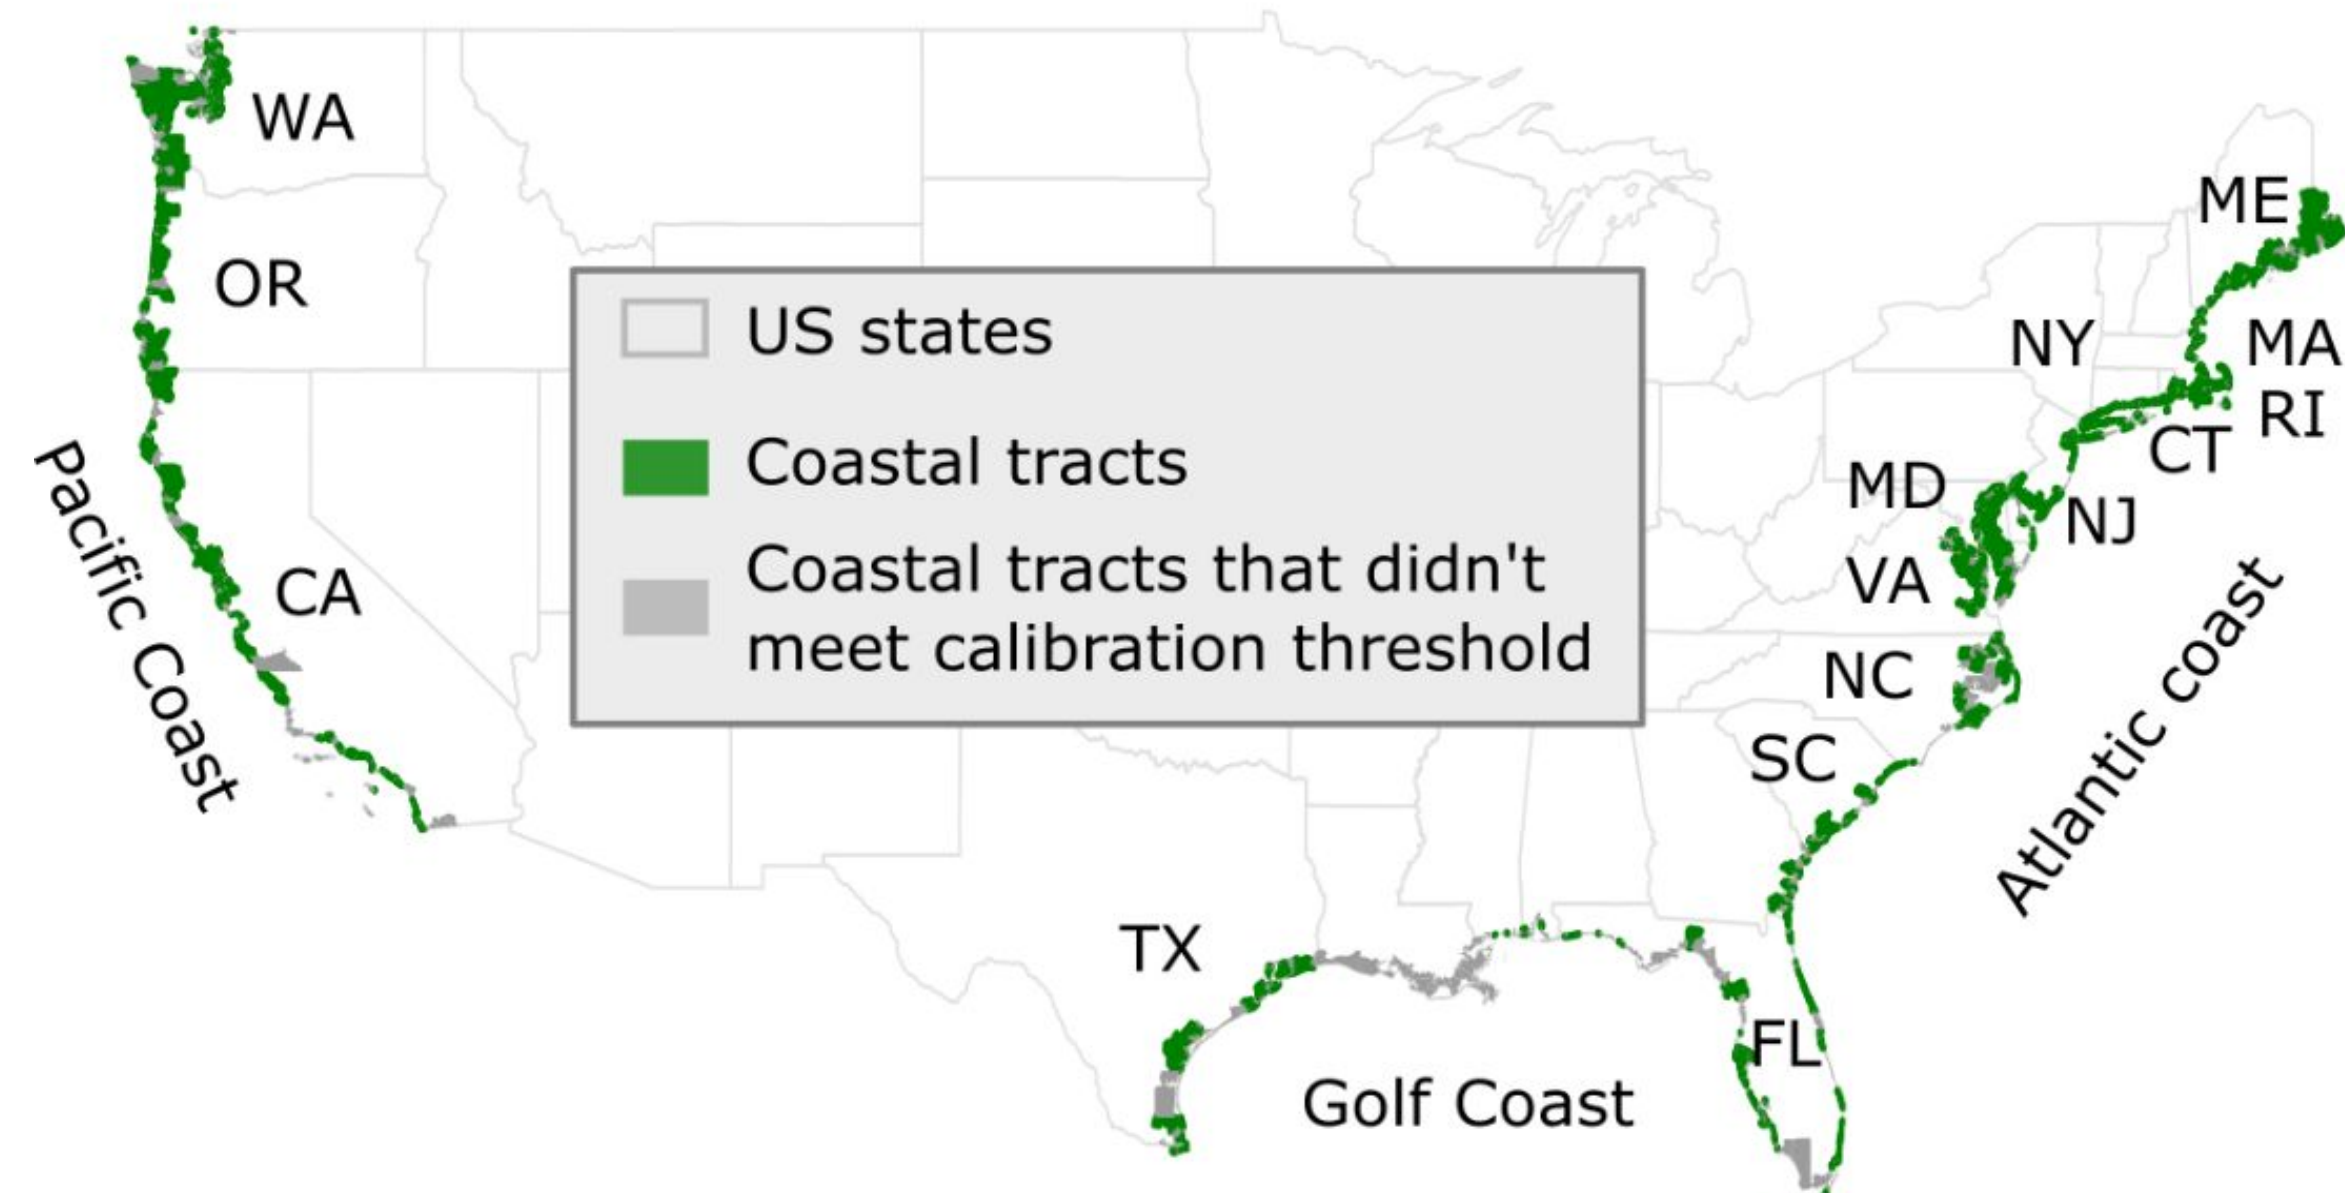 WA
OR
CA
Pacific Coast
US states
Coastal tracts
Coastal tracts that didn't
meet calibration threshold
ME
NY
MA
RI
CT
MD
NJ
VA
NC
SC
Atlantic coast
TX
FL
Golf Coast